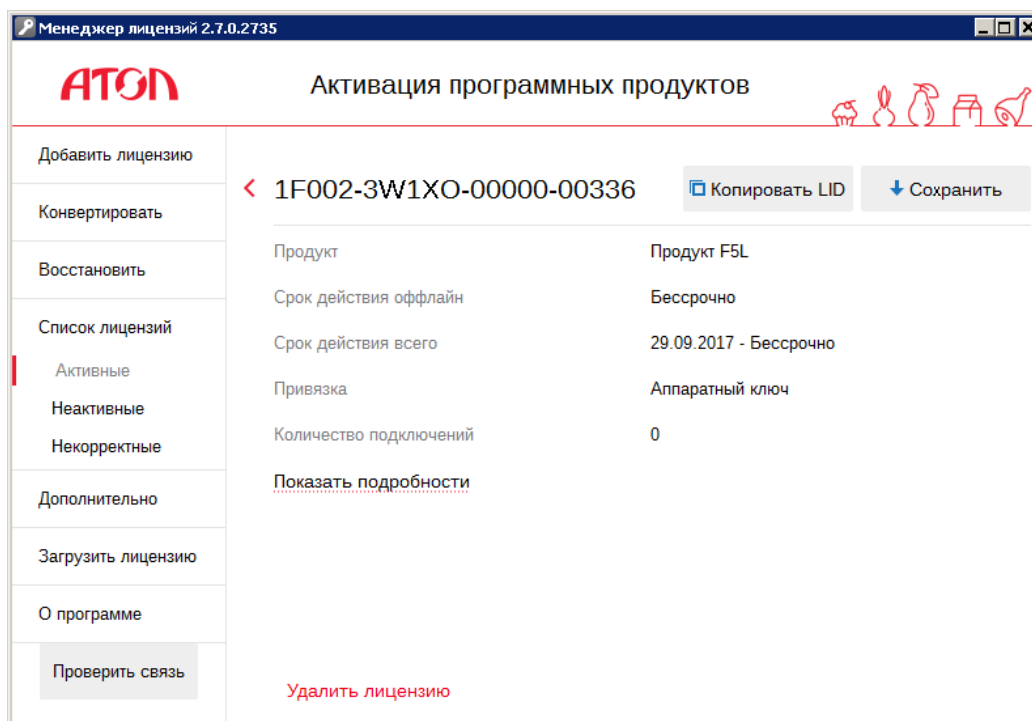 Менеджер лицензий 2.7.0.2735
АТОЛ
Активация программных продуктов
Добавить лицензию
Конвертировать
Восстановить
Список лицензий
Активные
Неактивные
Некорректные
Дополнительно
Загрузить лицензию
О программе
Проверить связь
1F002-3W1XO-00000-00336
Копировать LID
Сохранить
Продукт Продукт F5L
Срок действия оффлайн Бессрочно
Срок действия всего 29.09.2017 - Бессрочно
Привязка Аппаратный ключ
Количество подключений 0
Показать подробности
Удалить лицензию